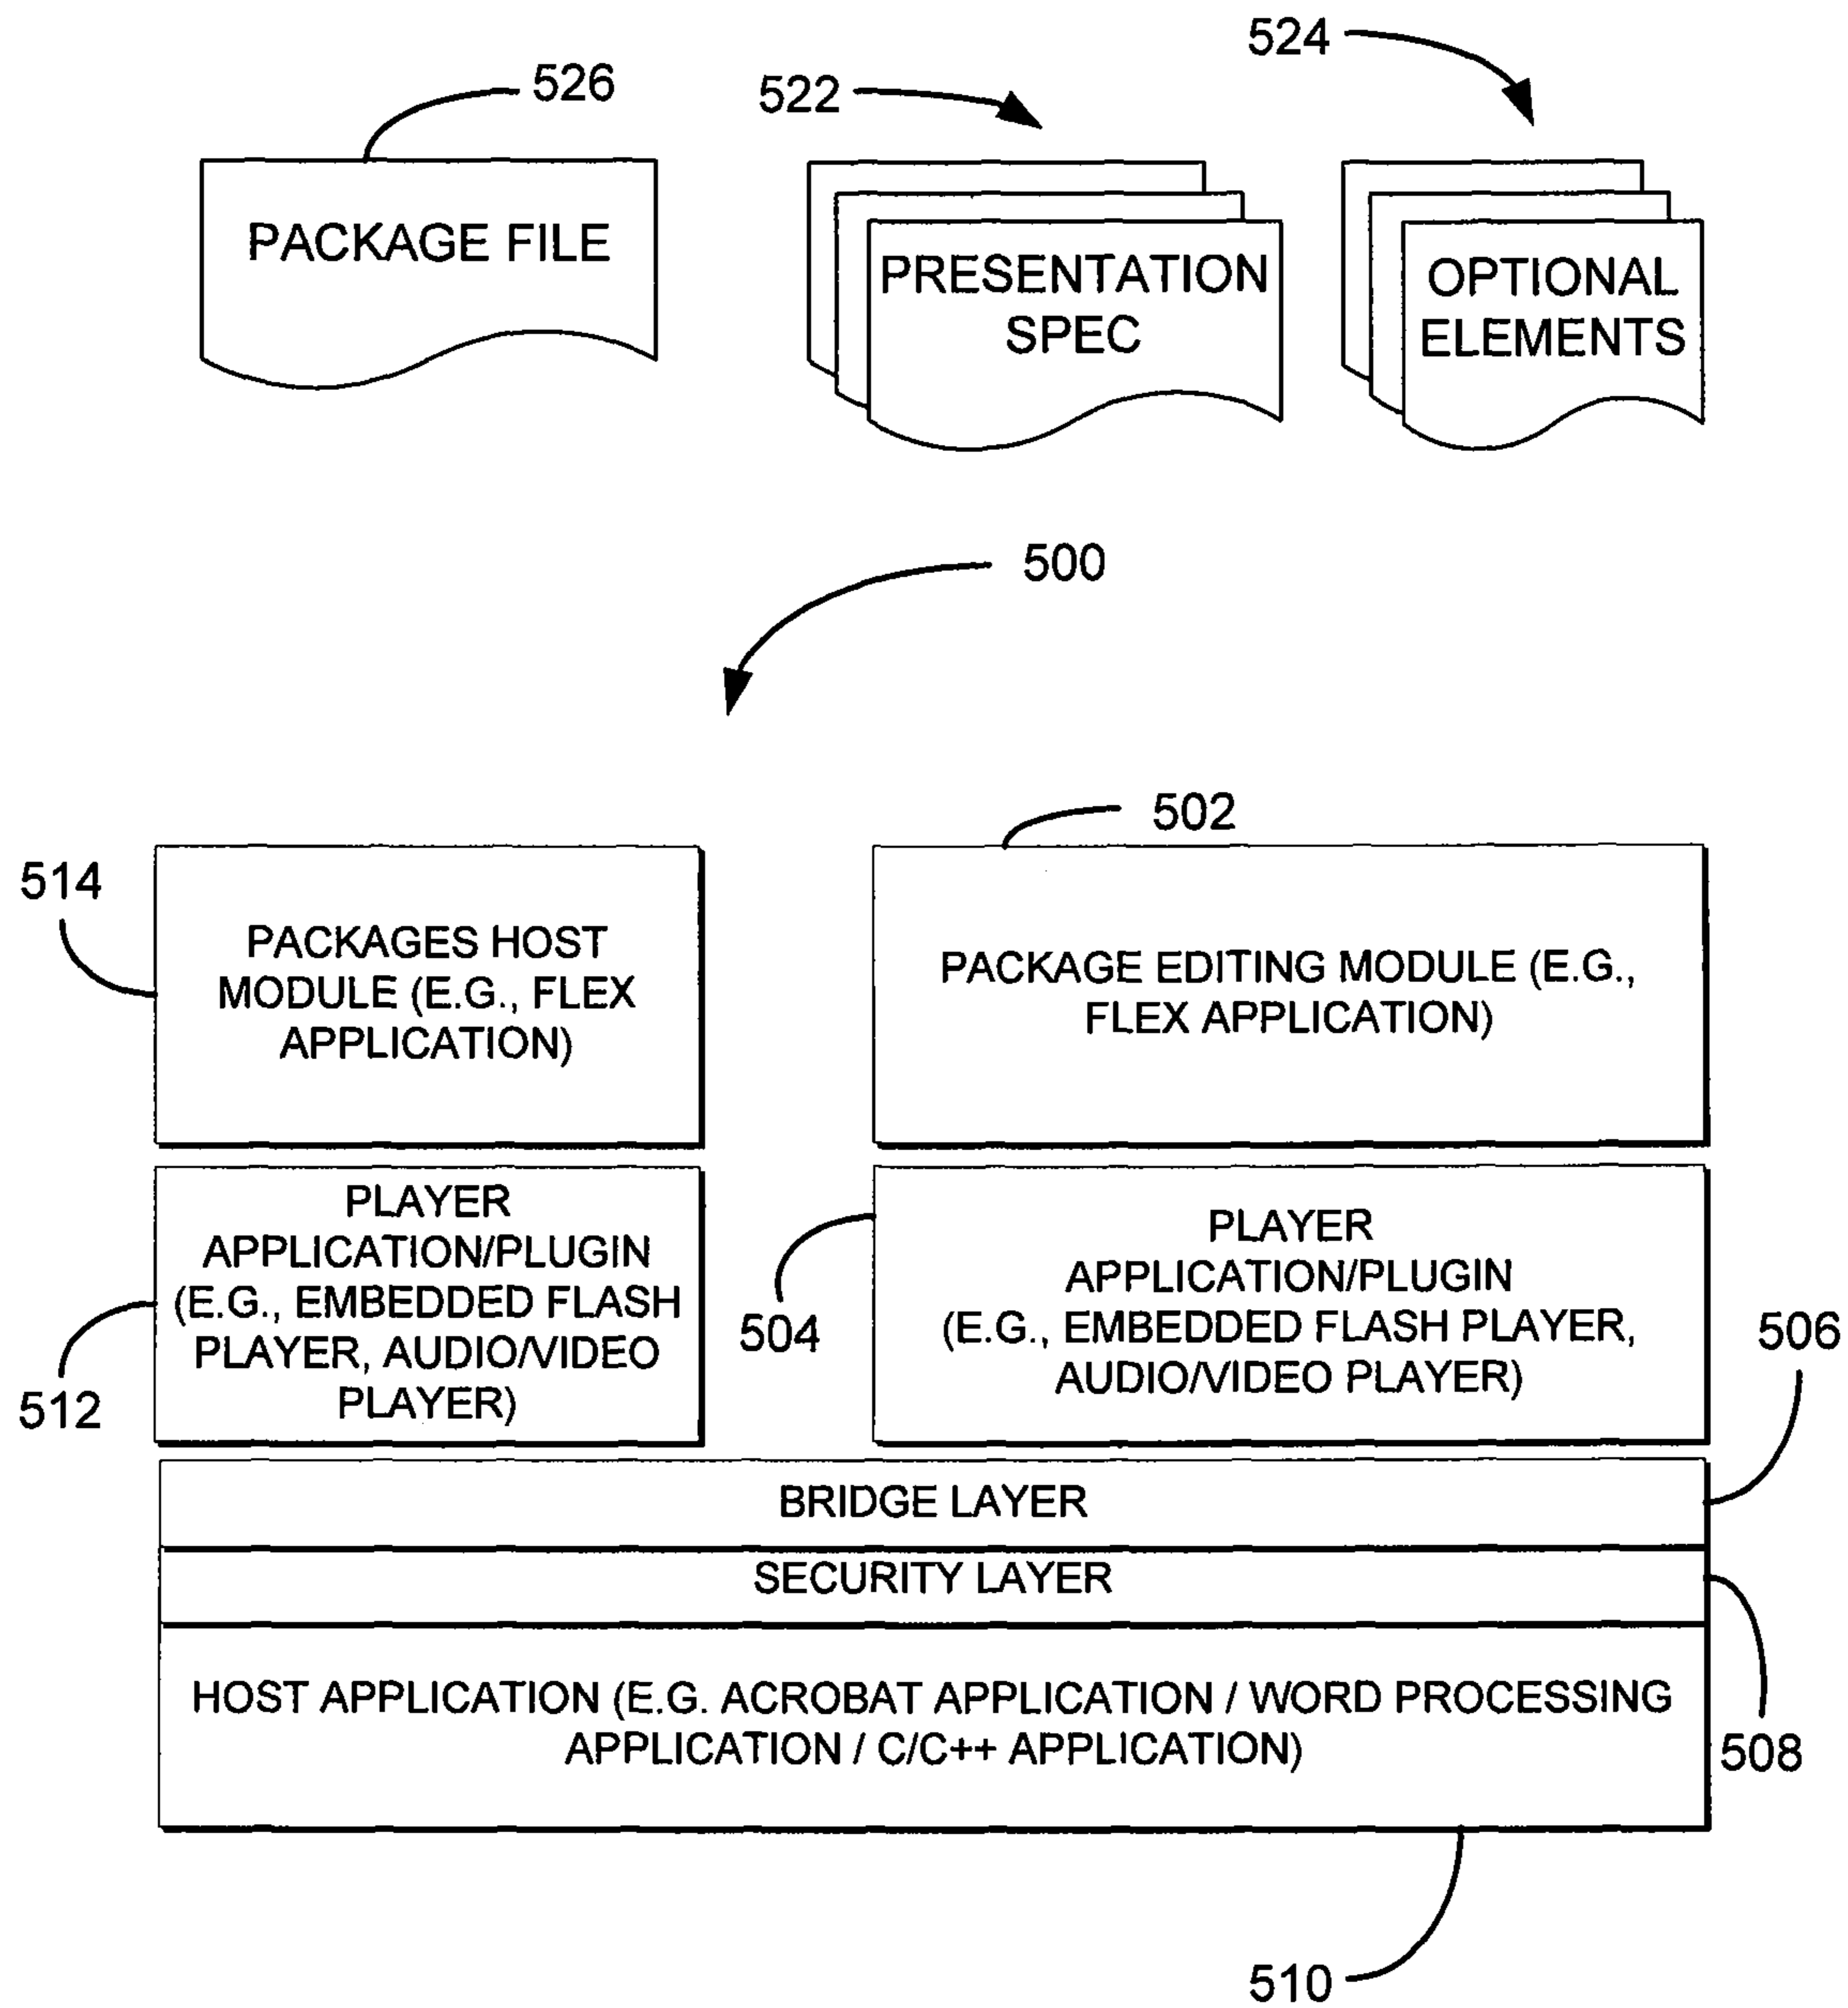 524
526
522
PACKAGE FILE
PRESENTATION
SPEC
OPTIONAL
ELEMENTS
500
502
514
PACKAGES HOST
MODULE (E.G., FLEX
APPLICATION)
PACKAGE EDITING MODULE (E.G.,
FLEX APPLICATION)
PLAYER
APPLICATION/PLUGIN
(E.G., EMBEDDED FLASH
PLAYER, AUDIO/VIDEO
PLAYER)
512
504
PLAYER
APPLICATION/PLUGIN
(E.G., EMBEDDED FLASH PLAYER,
AUDIO/VIDEO PLAYER)
506
BRIDGE LAYER
SECURITY LAYER
HOST APPLICATION (E.G. ACROBAT APPLICATION / WORD PROCESSING
APPLICATION / C/C++ APPLICATION)
508
510